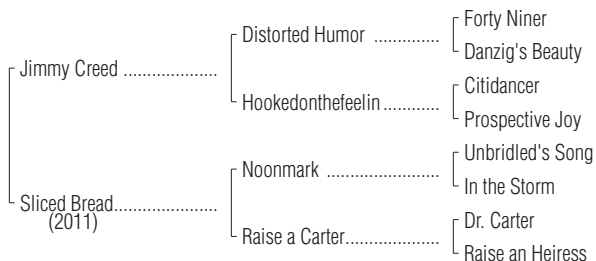 Forty Niner
Distorted Humor ..............
Danzig's Beauty
Jimmy Creed ....................
Citidancer
Hookedonthefeelin............
Prospective Joy
Unbridled's Song
Noonmark ........................
In the Storm
Sliced Bread......................
(2011)
Dr. Carter
Raise a Carter....................
Raise an Heiress